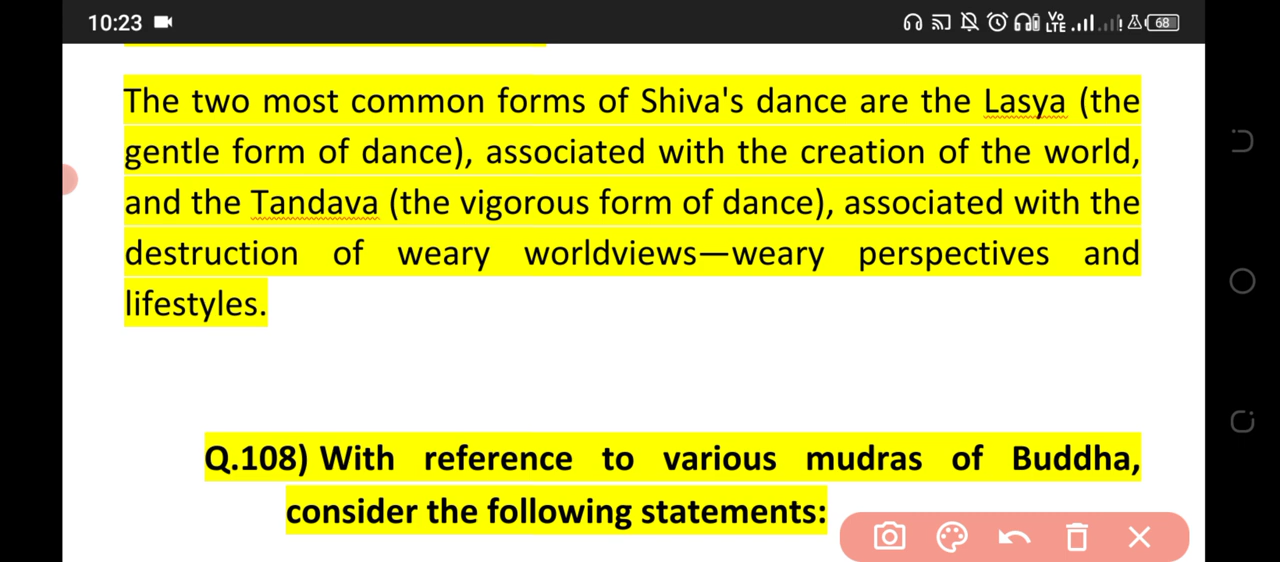 10:23
Vo
LTE
68
The two most common forms of Shiva's dance are the Lasya (the
gentle form of dance), associated with the creation of the world,
and the Tandava (the vigorous form of dance), associated with the
destruction of weary worldviews—weary perspectives and
lifestyles.
Q.108) With reference to various mudras of Buddha,
consider the following statements: